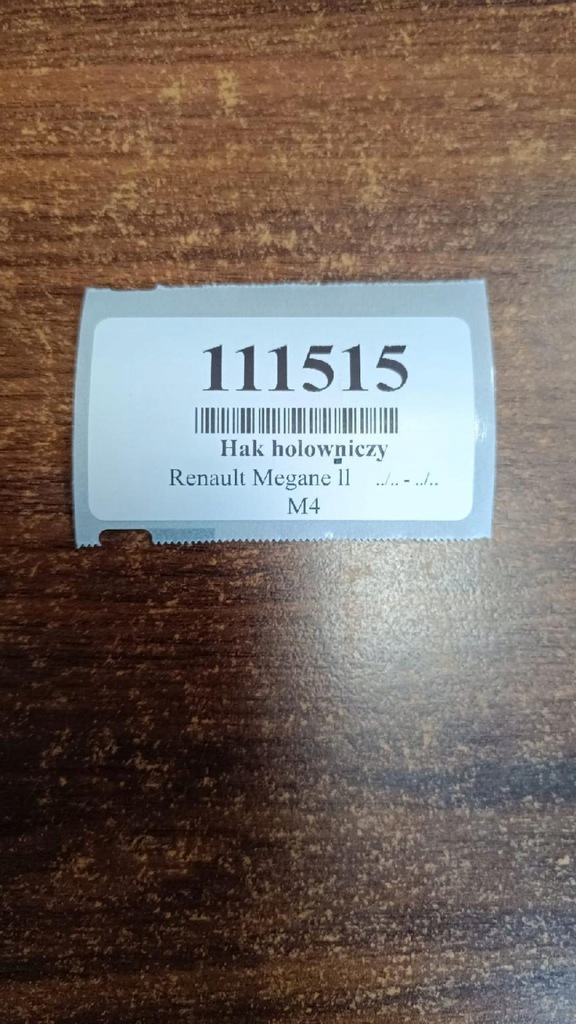 111515
Hak holowniczy
Renault Megane ll ../.. - ../..
M4